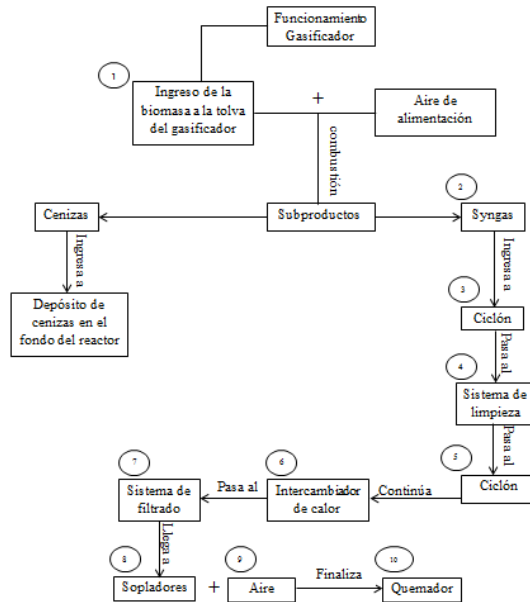 Funcionamiento
Gasificador
1
Ingreso de la
biomasa a la tolva
del gasificador
+
Aire de
alimentación
combustión
2
Cenizas
Subproductos
Syngas
Ingresa a
Ingresa a
3
Depósito de
cenizas en el
fondo del reactor
Ciclón
Pasa al
4
Sistema de
limpieza
Pasa al
5
7
6
Sistema de
filtrado
Pasa al
Intercambiador
de calor
Continúa
Ciclón
Llega a
8
9
10
Sopladores
+
Aire
Finaliza
Quemador